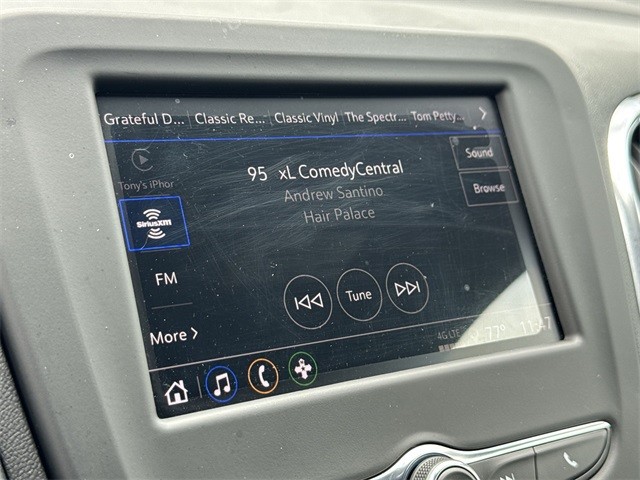 Grateful D... Classic Re... Classic Vinyl The Spectr... Tom Petty...
95 xL ComedyCentral
Andrew Santino
Hair Palace
Sound
Browse
Tony's iPhor
SiriusXM
FM
More
Tune
4G LTE 77°